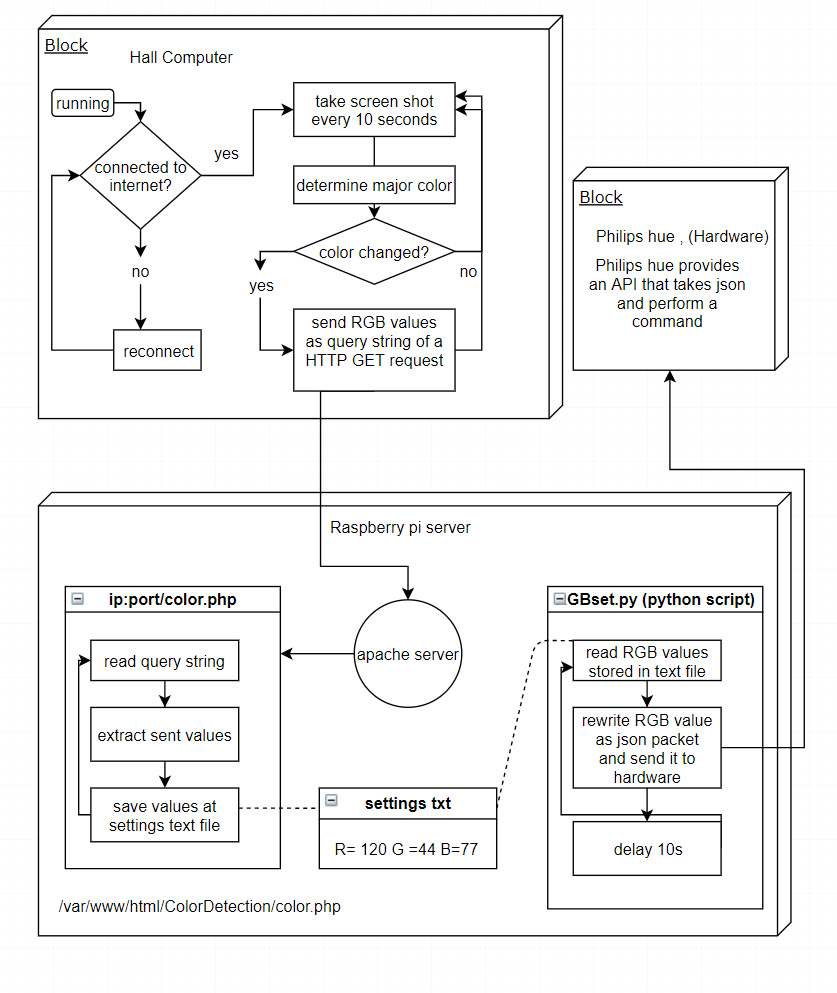 Block
Hall Computer
running
connected to
internet?
yes
no
reconnect
take screen shot
every 10 seconds
determine major color
color changed?
yes
no
send RGB values
as query string of a
HTTP GET request
Block
Philips hue , (Hardware)
Philips hue provides
an API that takes json
and perform a
command
Raspberry pi server
ip:port/color.php
read query string
extract sent values
save values at
settings text file
apache server
settings txt
R= 120 G =44 B=77
GBset.py (python script)
read RGB values
stored in text file
rewrite RGB value
as json packet
and send it to
hardware
delay 10s
/var/www/html/ColorDetection/color.php